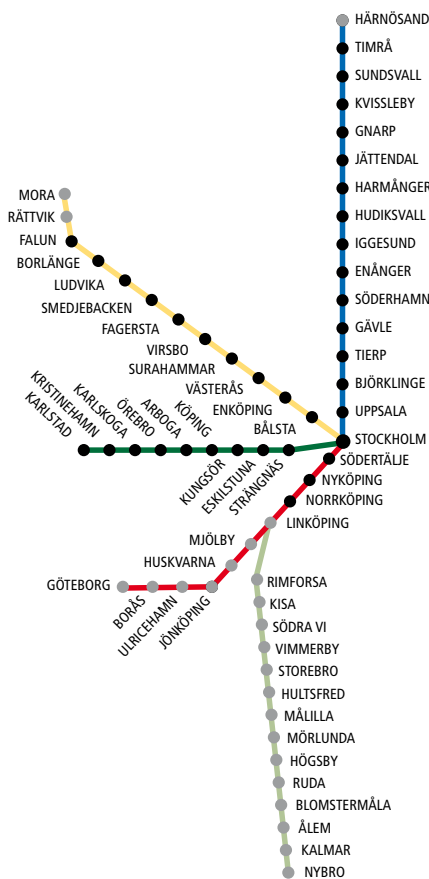 HÄRNÖSAND
TIMRÅ
SUNDSVALL
KVISSLEBY
GNARP
JÄTTENDAL
HARMÅNGER
HUDIKSVALL
IGGESUND
ENÅNGER
SÖDERHAMN
GÄVLE
TIERP
BJÖRKLINGE
UPPSALA
STOCKHOLM
MORA
RÄTTVIK
FALUN
BORLÄNGE
LUDVIKA
SMEDJEBACKEN
FAGERSTA
VIRSBO
SURAHAMMAR
VÄSTERÅS
ENKÖPING
BÅLSTA
KARLSTAD
KRISTINEHAMN
KARLSKOGA
ÖREBRO
ARBOGA
KÖPING
KUNGSÖR
ESKILSTUNA
STRÄNGNÄS
SÖDERTÄLJE
NYKÖPING
NORRKÖPING
LINKÖPING
MJÖLBY
HUSKVARNA
JÖNKÖPING
ULRICEHAMN
BORÅS
GÖTEBORG
RIMFORSA
KISA
SÖDRA VI
VIMMERBY
STOREBRO
HULTSFRED
MÅLILLA
MÖRLUNDA
HÖGSBY
RUDA
BLOMSTERMÅLA
ÅLEM
KALMAR
NYBRO